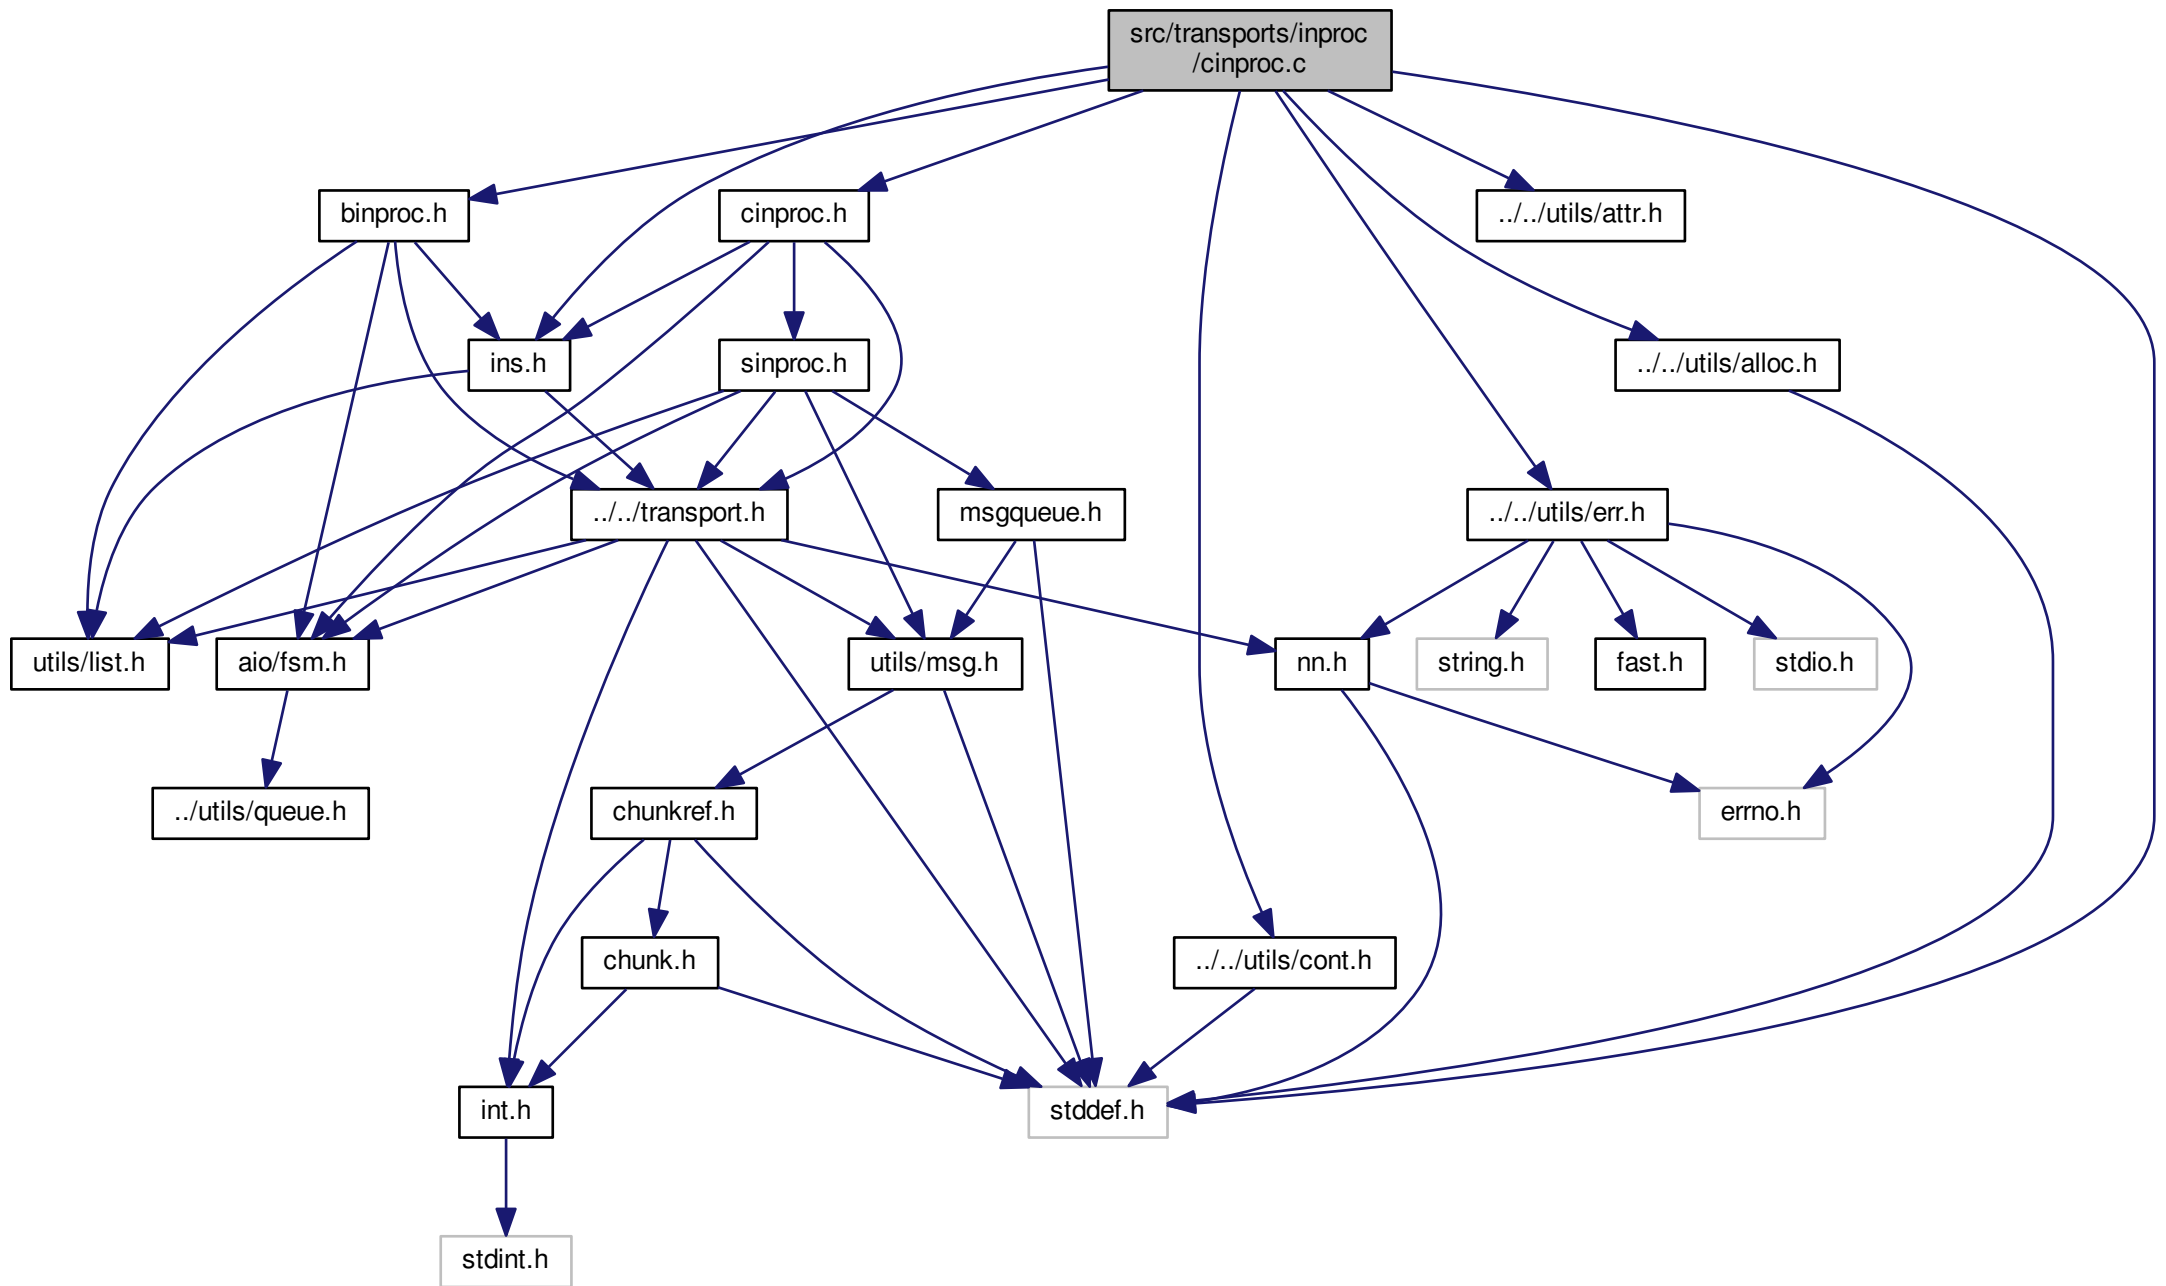 src/transports/inproc
/cinproc.c
binproc.h
cinproc.h
../../utils/attr.h
ins.h
sinproc.h
../../utils/alloc.h
../../transport.h
msgqueue.h
../../utils/err.h
utils/list.h
aio/fsm.h
utils/msg.h
nn.h
string.h
fast.h
stdio.h
../utils/queue.h
chunkref.h
errno.h
chunk.h
../../utils/cont.h
int.h
stddef.h
stdint.h